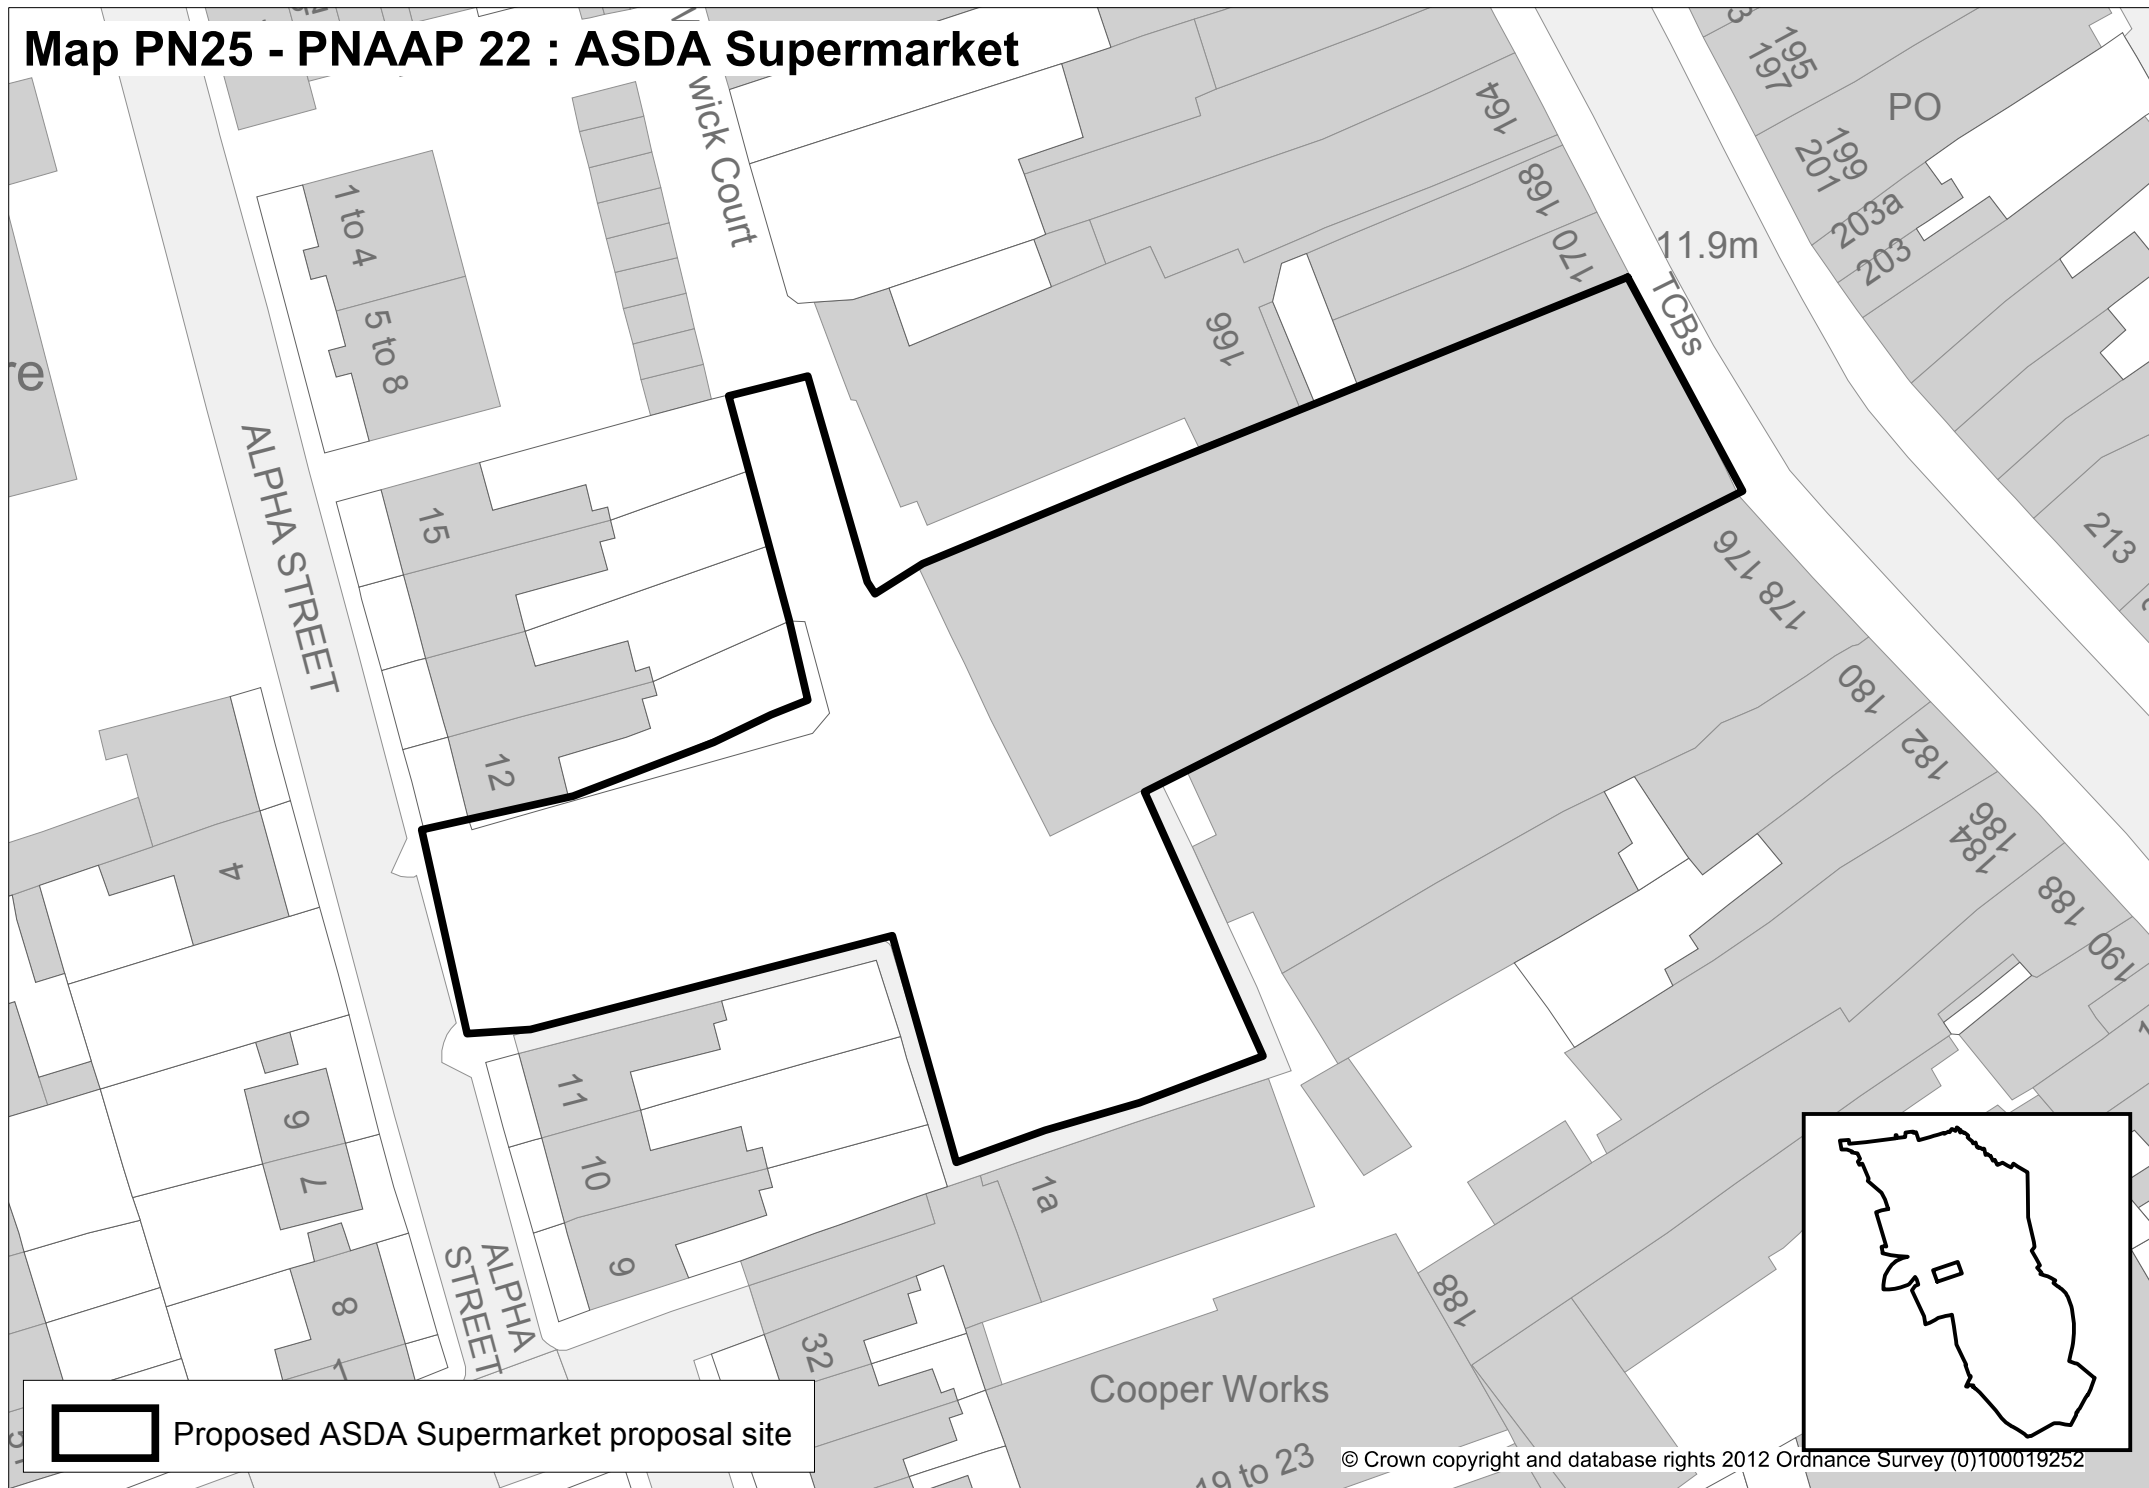 Map PN25 - PNAAP 22 : ASDA Supermarket
wick Court
164
195
197
PO
199
201
203a
203
168
170
11.9m
TCBs
166
1 to 4
5 to 8
re
ALPHA STREET
15
12
176
178
180
182
186
184
188
190
213
4
6
7
8
11
10
9
1a
ALPHA
STREET
32
188
Cooper Works
19 to 23
Proposed ASDA Supermarket proposal site
© Crown copyright and database rights 2012 Ordnance Survey (0)100019252